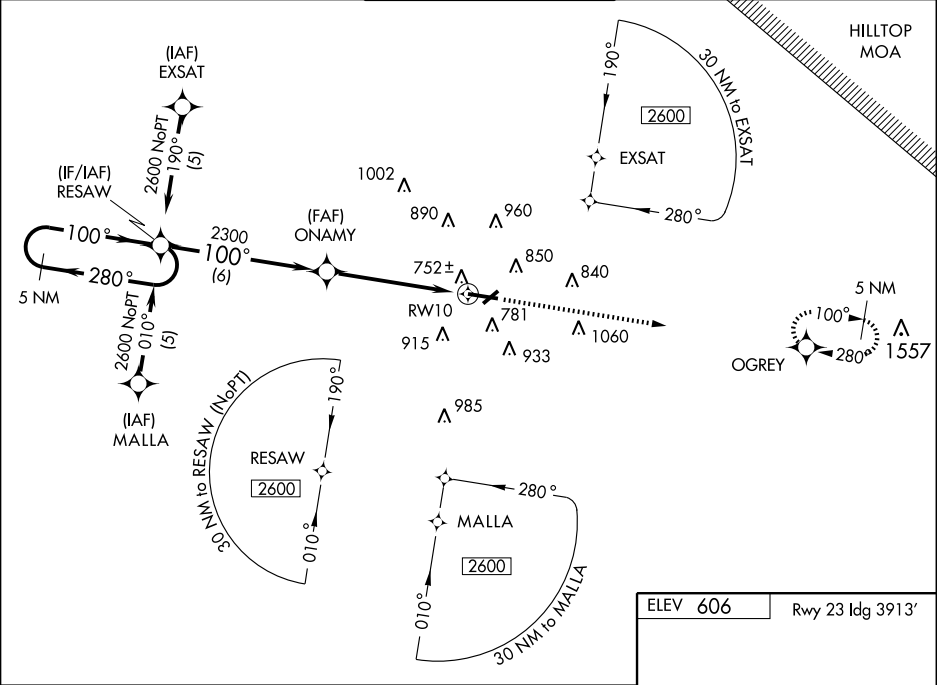 HILLTOP
MOA
(IAF)
EXSAT
190°
30 NM to EXSAT
2600
EXSAT
280°
2600 NoPT
190°
(5)
(IF/IAF)
RESAW
1002
890
960
100°
2300
100°
(6)
(FAF)
ONAMY
850
752±
840
280°
5 NM
RW10
781
5 NM
100°
1060
915
933
OGREY
280°
1557
2600 NoPT
010°
(5)
(IAF)
MALLA
190°
985
30 NM to RESAW (NoPT)
RESAW
2600
010°
280°
MALLA
2600
010°
30 NM to MALLA
ELEV 606
Rwy 23 ldg 3913'